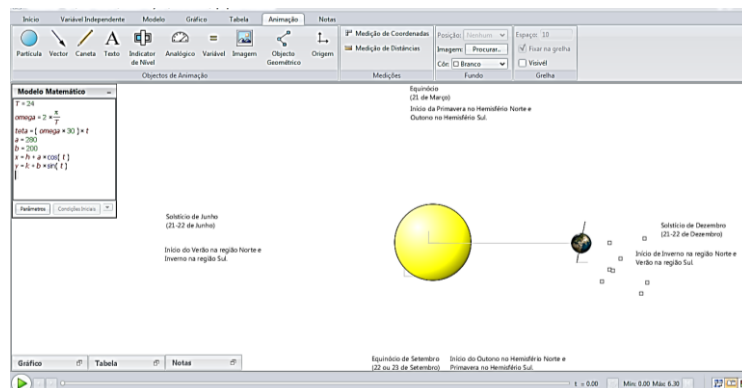 Início Variável Independente Modelo Gráfico Tabela Animação Notas
Partícula Vector Caneta Texto Indicator de Nível Analógico Variável Imagem Objecto Geométrico Origem
Objectos de Animação
Medição de Coordenadas
Medição de Distâncias
Medições
Posição: Nenhum
Imagem: Procurar...
Côr: Branco
Fundo
Espaço: 10
Fixar na grelha
Visivél
Grelha
Modelo Matemático
T = 24
omega = 2 × π / T
teta = ( omega × 30 ) × t
a = 280
b = 200
x = h + a × cos( t )
y = k + b × sin( t )
Parâmetros Condições Iniciais
Equinócio
(21 de Março)
Início da Primavera no Hemisfério Norte e
Outono no Hemisfério Sul.
Solstício de Junho
(21-22 de Junho)
Início do Verão na região Norte e
Inverno na região Sul.
Solstício de Dezembro
(21-22 de Dezembro)
Início de Inverno na região Norte e
Verão na região Sul.
Equinócio de Setembro
(22 ou 23 de Setembro)
Início do Outono no Hemisfério Norte e
Primavera no Hemisfério Sul.
Gráfico Tabela Notas
t = 0.00 Min: 0.00 Máx: 6.30